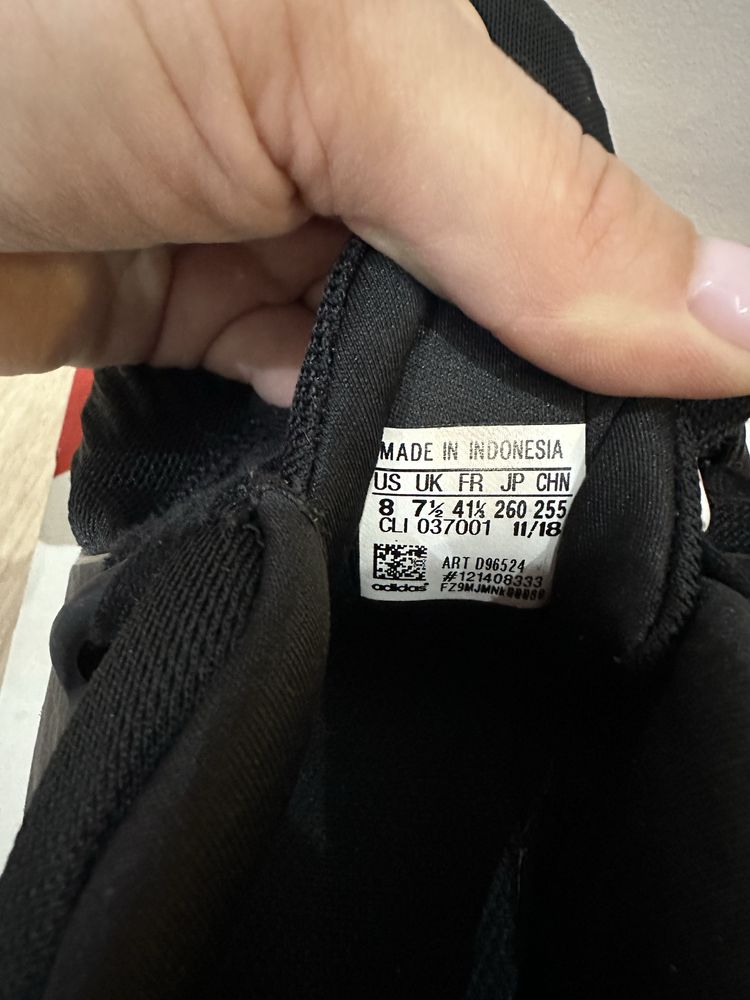 MADE IN INDONESIA
US UK FR JP CHN
8 7½ 41⅓ 260 255
CLI 037001 11/18
ART D96524
#121408333
adidas